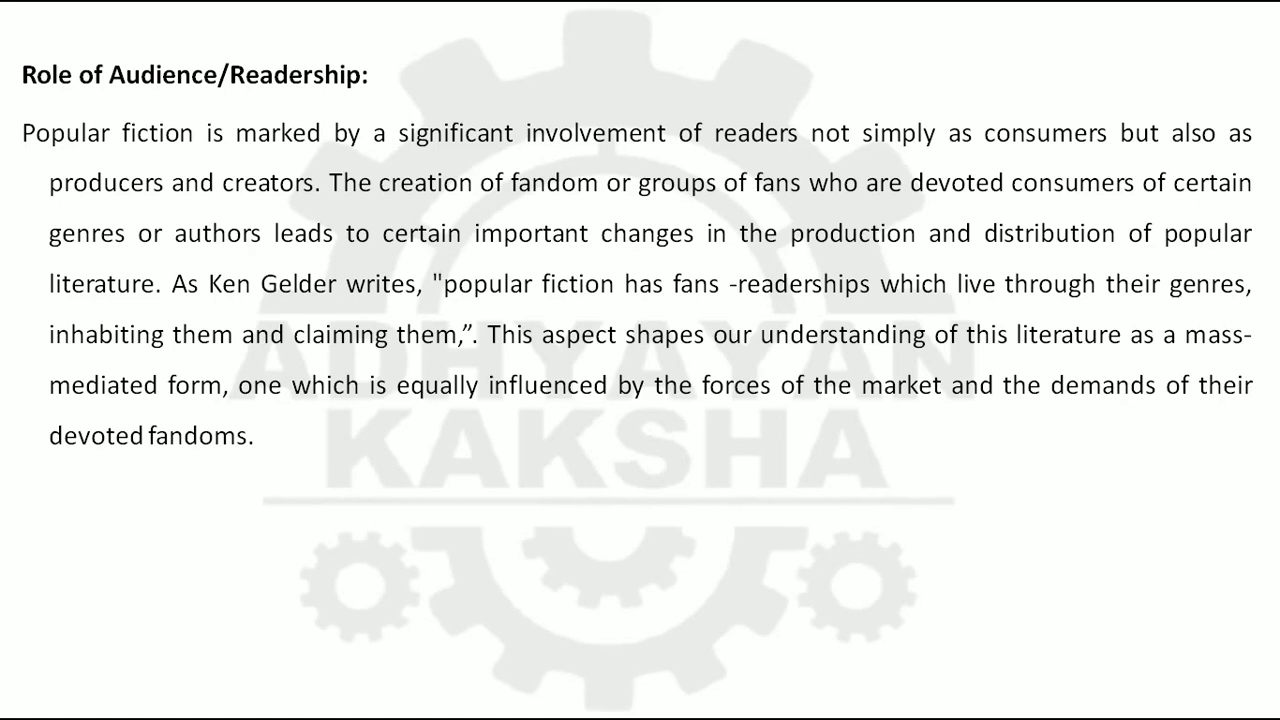 Role of Audience/Readership:
Popular fiction is marked by a significant involvement of readers not simply as consumers but also as
producers and creators. The creation of fandom or groups of fans who are devoted consumers of certain
genres or authors leads to certain important changes in the production and distribution of popular
literature. As Ken Gelder writes, "popular fiction has fans -readerships which live through their genres,
inhabiting them and claiming them,”. This aspect shapes our understanding of this literature as a mass-
mediated form, one which is equally influenced by the forces of the market and the demands of their
devoted fandoms.
ADHYAYAN
KAKSHA